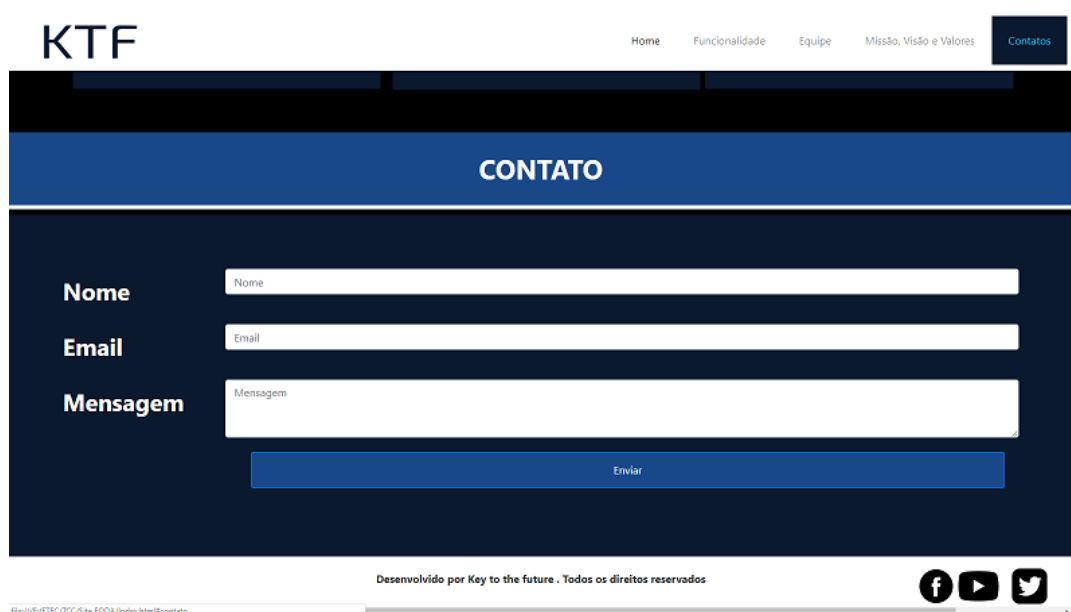 KTF
Home Funcionalidade Equipe Missão, Visão e Valores Contatos
CONTATO
Nome Nome
Email Email
Mensagem Mensagem
Enviar
Desenvolvido por Key to the future . Todos os direitos reservados